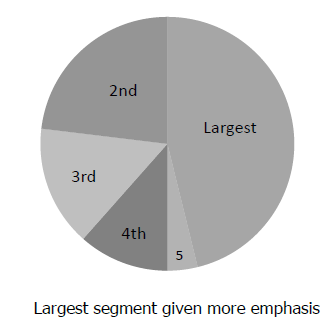 2nd
Largest
3rd
4th
5
Largest segment given more emphasis